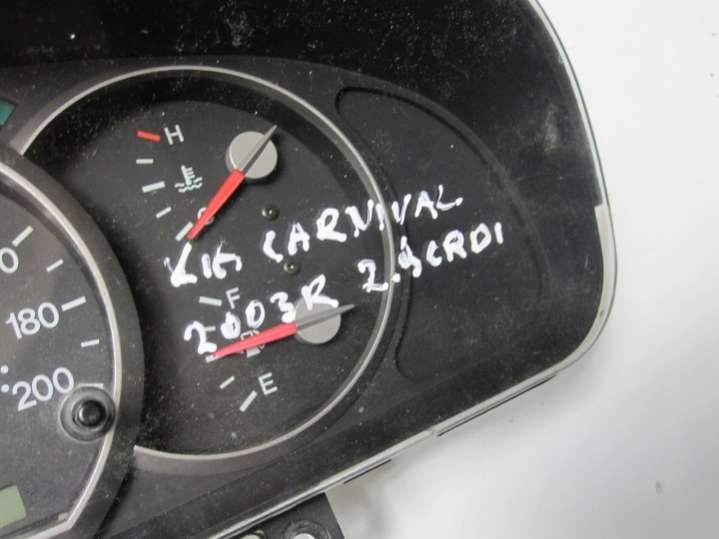 H
C
KIA CARNIVAL
2003R 2.9CRDI
F
180
E
200